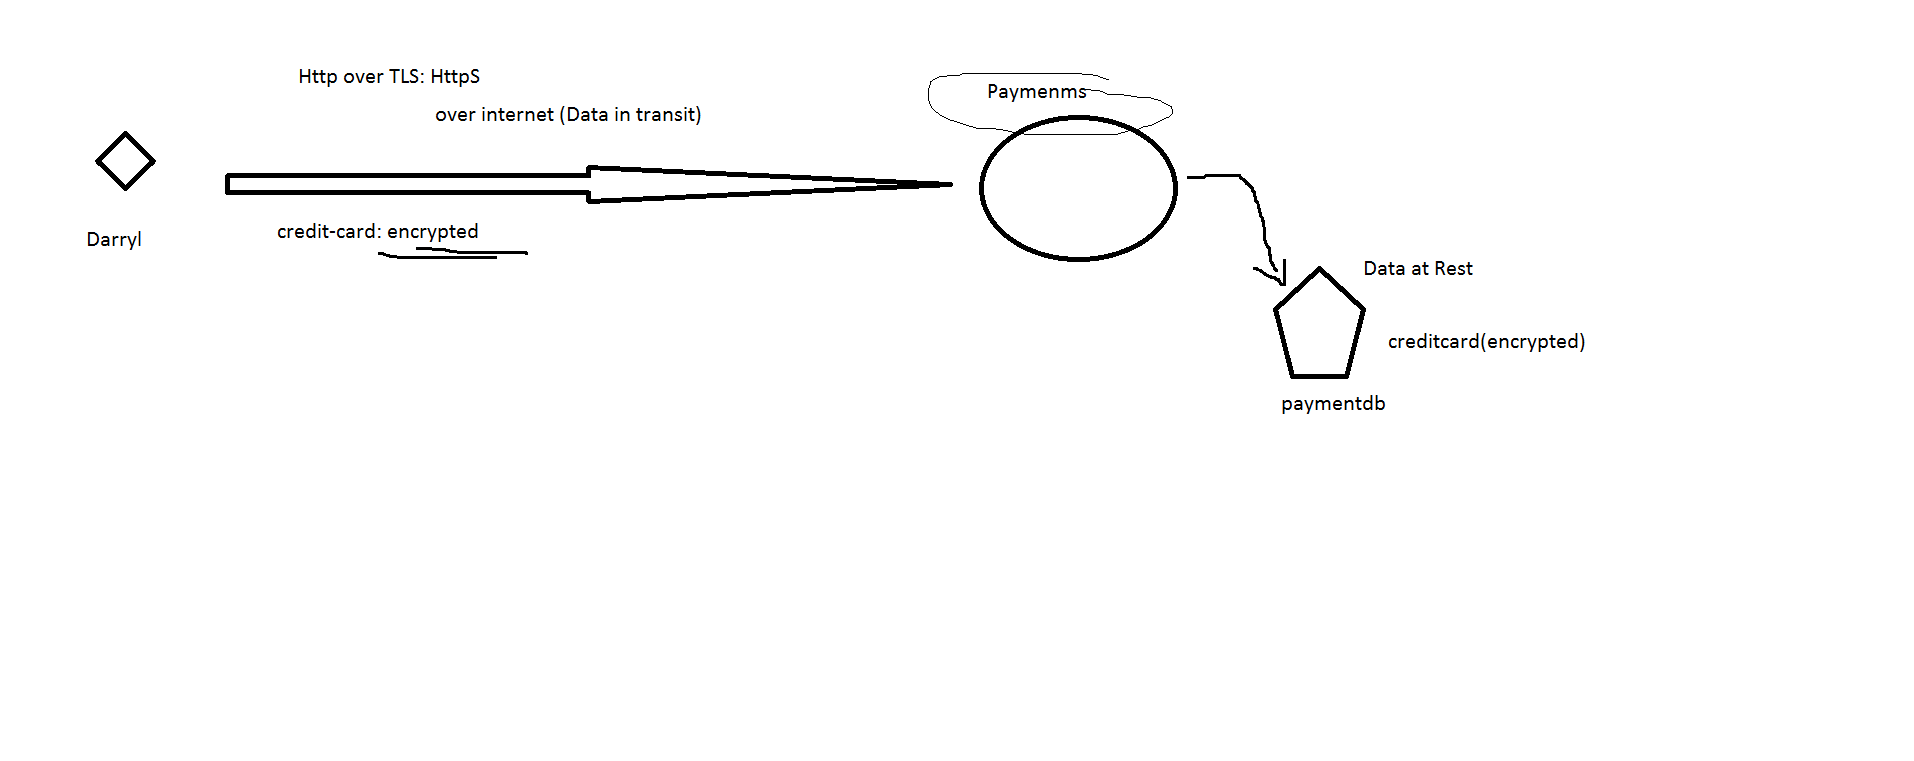 Http over TLS: HttpS
over internet (Data in transit)
Paymenms
Darryl
credit-card: encrypted
Data at Rest
creditcard(encrypted)
paymentdb